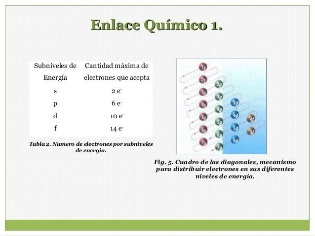 Enlace Químico 1.
Subniveles de Energía Cantidad máxima de electrones que acepta
s 2 e-
p 6 e-
d 10 e-
f 14 e-
Tabla 2. Numero de electrones por subniveles
de energía.
Fig. 5. Cuadro de las diagonales, mecanismo
para distribuir electrones en sus diferentes
niveles de energía.